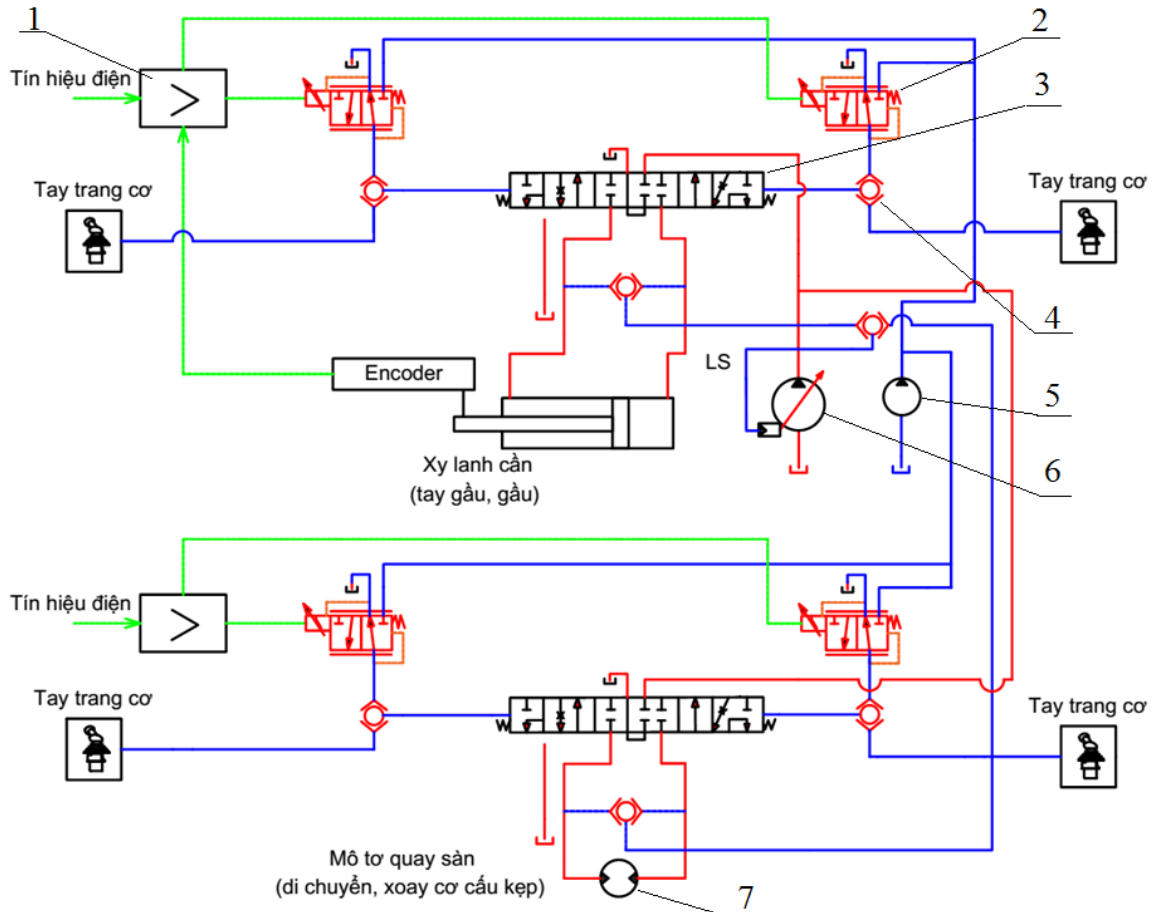 1
2
Tín hiệu điện
3
Tay trang cơ
Tay trang cơ
4
LS
Encoder
5
Xy lanh cần
6
(tay gầu, gầu)
Tín hiệu điện
Tay trang cơ
Tay trang cơ
Mô tơ quay sàn
(di chuyển, xoay cơ cấu kẹp)
7